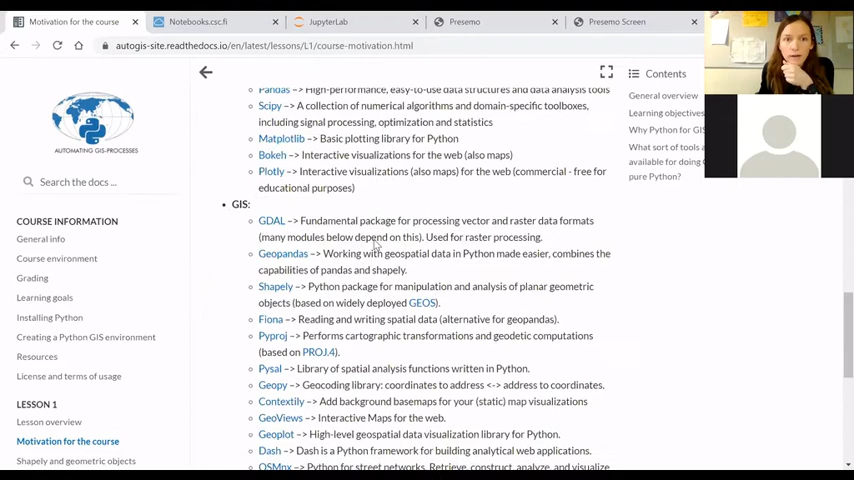 Motivation for the course
Notebooks.csc.fi
JupyterLab
Presemo
Presemo Screen
autogis-site.readthedocs.io/en/latest/lessons/L1/course-motivation.html
AUTOMATING GIS-PROCESSES
Search the docs ...
COURSE INFORMATION
General info
Course environment
Grading
Learning goals
Installing Python
Creating a Python GIS environment
Resources
License and terms of usage
LESSON 1
Lesson overview
Motivation for the course
Shapely and geometric objects
Pandas –> High-performance, easy-to-use data structures and data analysis tools
Scipy –> A collection of numerical algorithms and domain-specific toolboxes,
including signal processing, optimization and statistics
Matplotlib –> Basic plotting library for Python
Bokeh –> Interactive visualizations for the web (also maps)
Plotly –> Interactive visualizations (also maps) for the web (commercial - free for
educational purposes)
GIS:
GDAL –> Fundamental package for processing vector and raster data formats
(many modules below depend on this). Used for raster processing.
Geopandas –> Working with geospatial data in Python made easier, combines the
capabilities of pandas and shapely.
Shapely –> Python package for manipulation and analysis of planar geometric
objects (based on widely deployed GEOS).
Fiona –> Reading and writing spatial data (alternative for geopandas).
Pyproj –> Performs cartographic transformations and geodetic computations
(based on PROJ.4).
Pysal –> Library of spatial analysis functions written in Python.
Geopy –> Geocoding library: coordinates to address <-> address to coordinates.
Contextily –> Add background basemaps for your (static) map visualizations
GeoViews –> Interactive Maps for the web.
Geoplot –> High-level geospatial data visualization library for Python.
Dash –> Dash is a Python framework for building analytical web applications.
OSMnx –> Python for street networks. Retrieve, construct, analyze, and visualize
Contents
General overview
Learning objectives
Why Python for GIS
What sort of tools a
available for doing G
pure Python?